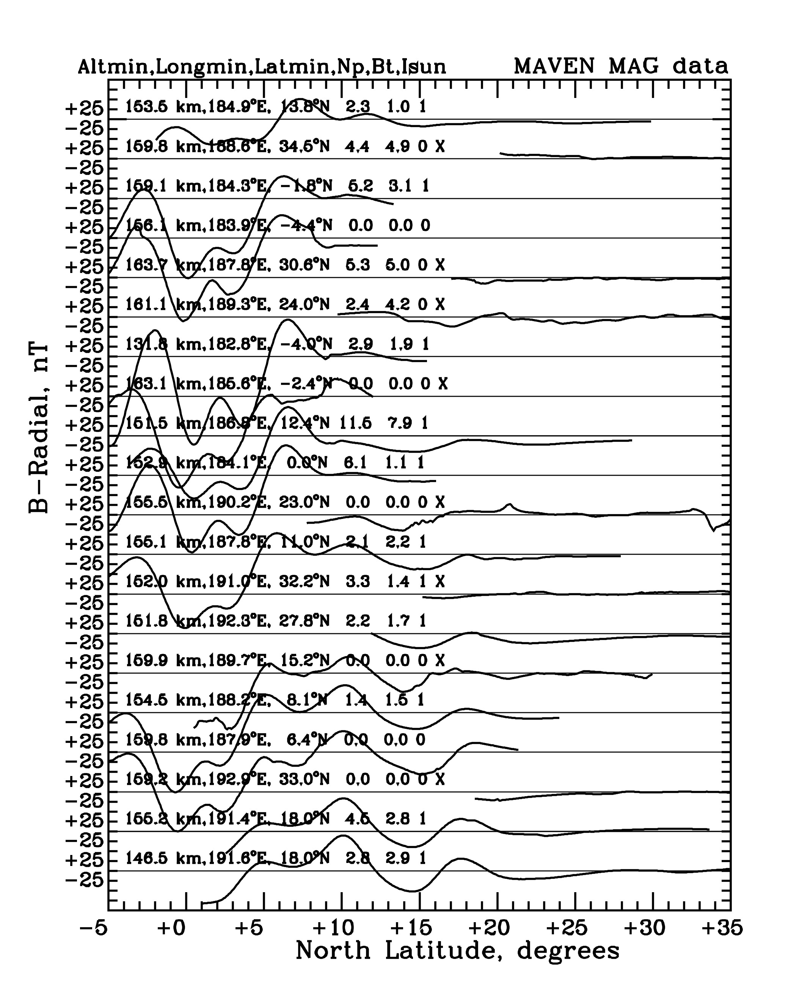 Altmin,Longmin,Latmin,Np,Bt,Isun MAVEN MAG data
+25 153.5 km,184.9°E, 13.8°N 2.3 1.0 1
−25
+25 159.8 km,188.6°E, 34.5°N 4.4 4.9 0 X
−25
+25 159.1 km,184.3°E, −1.8°N 5.2 3.1 1
−25
+25 156.1 km,183.9°E, −4.4°N 0.0 0.0 0
−25
+25 163.7 km,187.8°E, 30.6°N 5.3 5.0 0 X
−25
+25 161.1 km,189.3°E, 24.0°N 2.4 4.2 0 X
−25
+25 131.8 km,182.8°E, −4.0°N 2.9 1.9 1
−25
+25 163.1 km,185.6°E, −2.4°N 0.0 0.0 0 X
−25
+25 151.5 km,186.8°E, 12.4°N 11.5 7.9 1
−25
+25 152.9 km,184.1°E, 0.0°N 6.1 1.1 1
−25
+25 155.5 km,190.2°E, 23.0°N 0.0 0.0 0 X
−25
+25 155.1 km,187.8°E, 11.0°N 2.1 2.2 1
−25
+25 152.0 km,191.0°E, 32.2°N 3.3 1.4 1 X
−25
+25 151.8 km,192.3°E, 27.8°N 2.2 1.7 1
−25
+25 159.9 km,189.7°E, 15.2°N 0.0 0.0 0 X
−25
+25 154.5 km,188.2°E, 8.1°N 1.4 1.5 1
−25
+25 159.8 km,187.9°E, 6.4°N 0.0 0.0 0
−25
+25 159.2 km,192.9°E, 33.0°N 0.0 0.0 0 X
−25
+25 155.2 km,191.4°E, 18.0°N 4.5 2.8 1
−25
+25 146.5 km,191.6°E, 18.0°N 2.8 2.9 1
−25
B−Radial, nT
−5 +0 +5 +10 +15 +20 +25 +30 +35
North Latitude, degrees